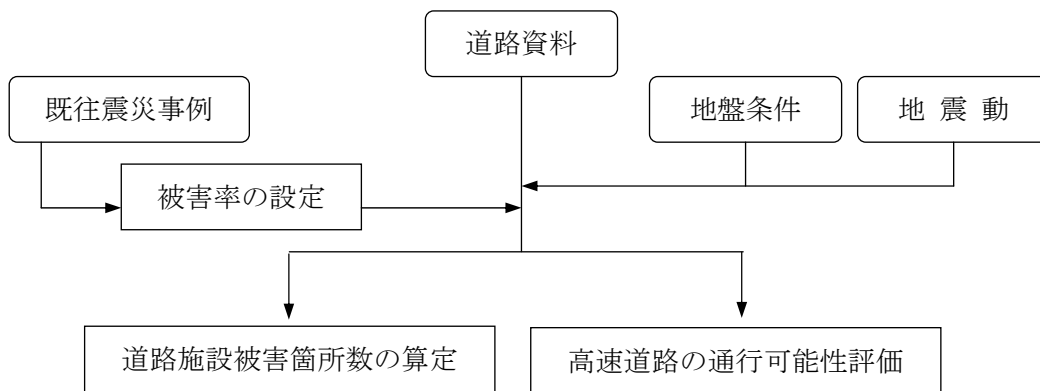 道路資料
既往震災事例
地盤条件
地 震 動
被害率の設定
道路施設被害箇所数の算定
高速道路の通行可能性評価